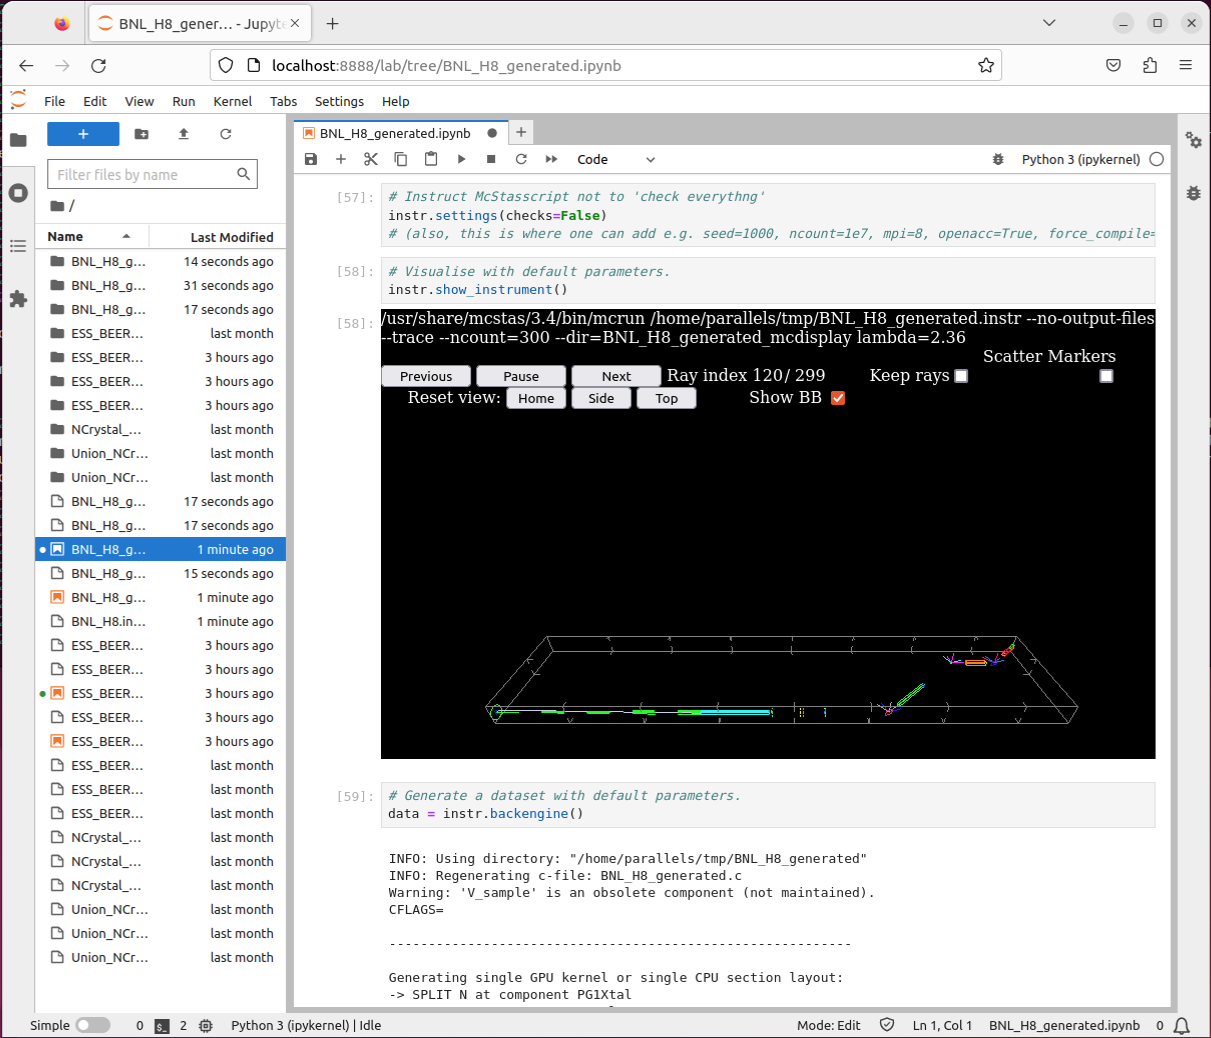 BNL_H8_gener... - Jupyte
localhost:8888/lab/tree/BNL_H8_generated.ipynb
File Edit View Run Kernel Tabs Settings Help
BNL_H8_generated.ipynb
Filter files by name
Code
Python 3 (ipykernel)
/
Name Last Modified
BNL_H8_g... 14 seconds ago
BNL_H8_g... 31 seconds ago
BNL_H8_g... 17 seconds ago
ESS_BEER... last month
ESS_BEER... 3 hours ago
ESS_BEER... 3 hours ago
ESS_BEER... 3 hours ago
NCrystal_... last month
Union_NCr... last month
Union_NCr... last month
BNL_H8_g... 17 seconds ago
BNL_H8_g... 17 seconds ago
BNL_H8_g... 1 minute ago
BNL_H8_g... 15 seconds ago
BNL_H8_g... 1 minute ago
BNL_H8.in... 1 minute ago
ESS_BEER... 3 hours ago
ESS_BEER... 3 hours ago
ESS_BEER... 3 hours ago
ESS_BEER... 3 hours ago
ESS_BEER... 3 hours ago
ESS_BEER... last month
ESS_BEER... last month
ESS_BEER... last month
NCrystal_... last month
NCrystal_... last month
NCrystal_... last month
Union_NCr... last month
Union_NCr... last month
Union_NCr... last month
[57]: # Instruct McStasscript not to 'check everythng'
instr.settings(checks=False)
# (also, this is where one can add e.g. seed=1000, ncount=1e7, mpi=8, openacc=True, force_compile=
[58]: # Visualise with default parameters.
instr.show_instrument()
[58]: /usr/share/mcstas/3.4/bin/mcrun /home/parallels/tmp/BNL_H8_generated.instr --no-output-files
--trace --ncount=300 --dir=BNL_H8_generated_mcdisplay lambda=2.36
Scatter Markers
Previous Pause Next Ray index 120/ 299 Keep rays
Reset view: Home Side Top Show BB
[59]: # Generate a dataset with default parameters.
data = instr.backengine()
INFO: Using directory: "/home/parallels/tmp/BNL_H8_generated"
INFO: Regenerating c-file: BNL_H8_generated.c
Warning: 'V_sample' is an obsolete component (not maintained).
CFLAGS=
-----------------------------------------------------------
Generating single GPU kernel or single CPU section layout:
-> SPLIT N at component PG1Xtal
Simple 0 $_ 2 Python 3 (ipykernel) | Idle Mode: Edit Ln 1, Col 1 BNL_H8_generated.ipynb 0